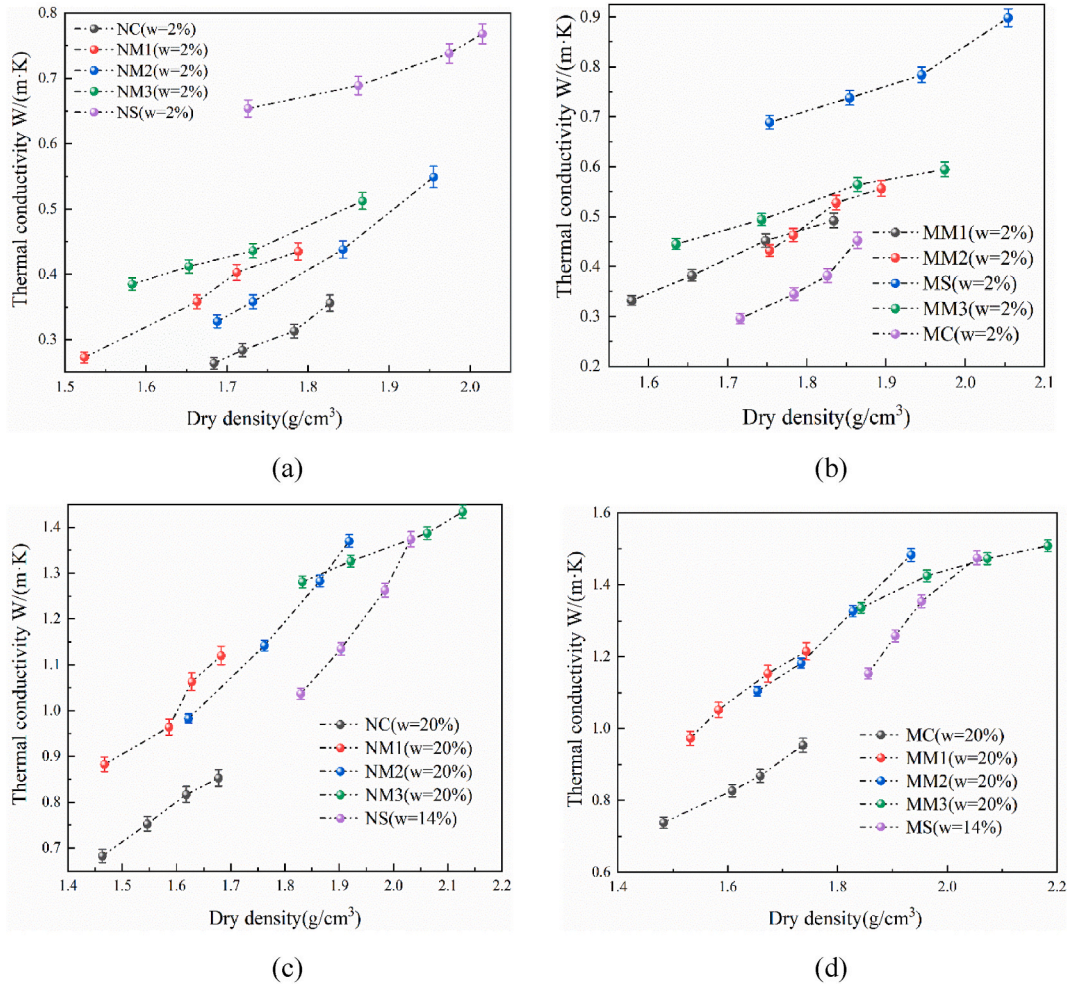 NC(w=2%)
NM1(w=2%)
NM2(w=2%)
NM3(w=2%)
NS(w=2%)
Thermal conductivity W/(m·K)
0.8
0.7
0.6
0.5
0.4
0.3
1.5 1.6 1.7 1.8 1.9 2.0
Dry density(g/cm³)
(a)
MM1(w=2%)
MM2(w=2%)
MS(w=2%)
MM3(w=2%)
MC(w=2%)
Thermal conductivity W/(m·K)
0.9
0.8
0.7
0.6
0.5
0.4
0.3
0.2
1.6 1.7 1.8 1.9 2.0 2.1
Dry density(g/cm³)
(b)
NC(w=20%)
NM1(w=20%)
NM2(w=20%)
NM3(w=20%)
NS(w=14%)
Thermal conductivity W/(m·K)
1.4
1.3
1.2
1.1
1.0
0.9
0.8
0.7
1.4 1.5 1.6 1.7 1.8 1.9 2.0 2.1 2.2
Dry density(g/cm³)
(c)
MC(w=20%)
MM1(w=20%)
MM2(w=20%)
MM3(w=20%)
MS(w=14%)
Thermal conductivity W/(m·K)
1.6
1.4
1.2
1.0
0.8
0.6
1.4 1.6 1.8 2.0 2.2
Dry density(g/cm³)
(d)